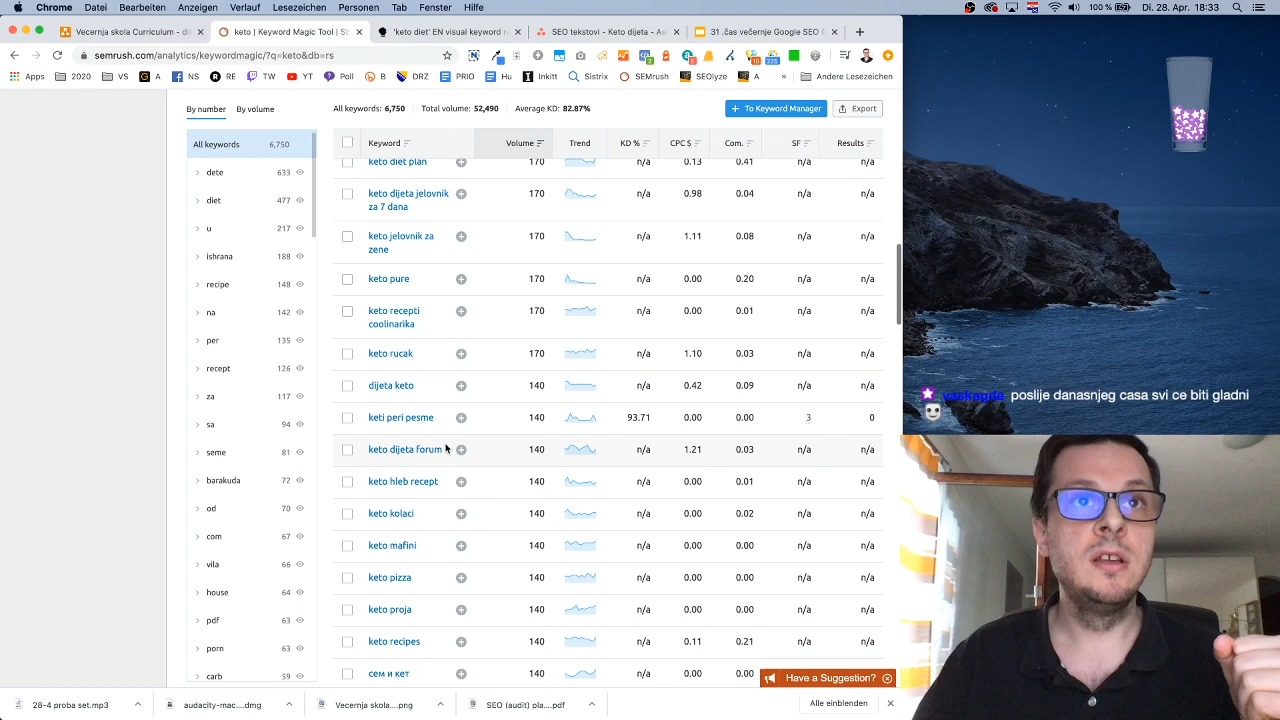 Chrome Datei Bearbeiten Anzeigen Verlauf Lesezeichen Personen Tab Fenster Hilfe 100 % Di. 28. Apr. 18:33
Vecernja skola Curriculum - di keto | Keyword Magic Tool | SE 'keto diet' EN visual keyword r SEO tekstovi - Keto dijeta - As 31 .čas večernje Google SEO
semrush.com/analytics/keywordmagic/?q=keto&db=rs
Apps 2020 VS A NS RE TW Poll B DRZ PRIO Hu Inkitt Sistrix SEMrush SEOlyze A » Andere Lesezeichen
By number By volume All keywords: 6,750 Total volume: 52,490 Average KD: 82.87% + To Keyword Manager Export
All keywords 6,750
Keyword Volume Trend KD % CPC $ Com. SF Results
dete 633
diet 477
u 217
ishrana 188
recipe 148
na 142
per 135
recept 126
za 117
sa 94
seme 81
barakuda 72
od 70
com 67
vila 66
house 64
pdf 63
porn 63
carb 59
keto diet plan 170 n/a 0.13 0.41 n/a n/a
keto dijeta jelovnik 170 n/a 0.98 0.04 n/a n/a
za 7 dana
keto jelovnik za 170 n/a 1.11 0.08 n/a n/a
zene
keto pure 170 n/a 0.00 0.20 n/a n/a
keto recepti 170 n/a 0.00 0.01 n/a n/a
coolinarika
keto rucak 170 n/a 1.10 0.03 n/a n/a
dijeta keto 140 n/a 0.42 0.09 n/a n/a
keti peri pesme 140 93.71 0.00 0.00 3 0
keto dijeta forum 140 n/a 1.21 0.03 n/a n/a
keto hleb recept 140 n/a 0.00 0.01 n/a n/a
keto kolaci 140 n/a 0.00 0.02 n/a n/a
keto mafini 140 n/a 0.00 0.00 n/a n/a
keto pizza 140 n/a 0.00 0.00 n/a n/a
keto proja 140 n/a 0.00 0.00 n/a n/a
keto recipes 140 n/a 0.11 0.21 n/a n/a
сем и кет 140 n/a 0.00 0.00 n/a n/a
Have a Suggestion?
28-4 proba set.mp3 audacity-mac....dmg Vecernja skola....png SEO (audit) pla....pdf Alle einblenden
poslije danasnjeg casa svi ce biti gladni